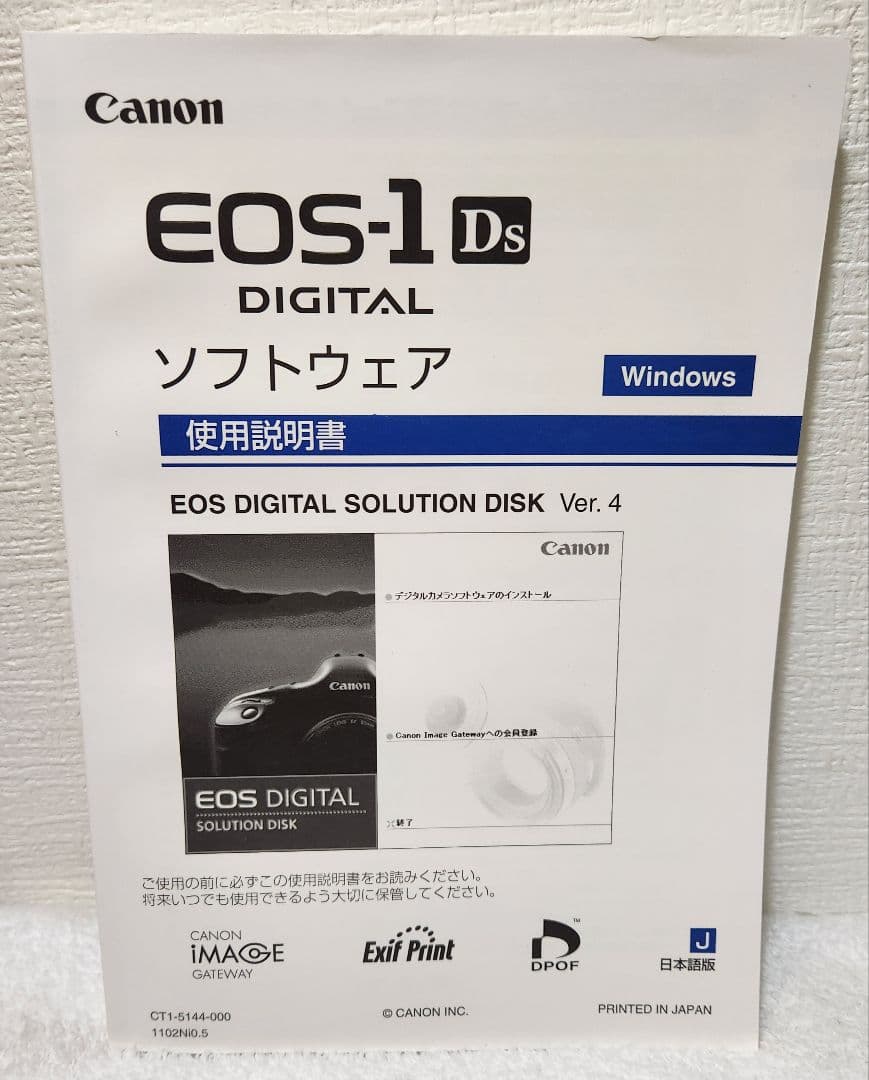 Canon
EOS-1 Ds
DIGITAL
ソフトウェア
Windows
使用説明書
EOS DIGITAL SOLUTION DISK Ver. 4
Canon
デジタルカメラソフトウェアのインストール
Canon
Canon Image Gatewayへの会員登録
EOS DIGITAL
SOLUTION DISK
終了
ご使用の前に必ずこの使用説明書をお読みください。
将来いつでも使用できるよう大切に保管してください。
CANON
iMAGE
GATEWAY
Exif Print
DPOF
TM
J
日本語版
CT1-5144-000
1102Ni0.5
© CANON INC.
PRINTED IN JAPAN